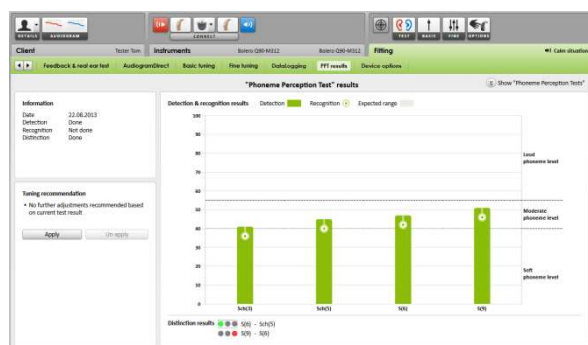 DETAILS
AUDIOGRAM
CONNECT
TEST
BASIC
FINE
OPTIONS
Client
Tester Tom
Instruments
Bolero Q90-M312
Bolero Q90-M312
Fitting
Calm situation
Feedback & real ear test
AudiogramDirect
Basic tuning
Fine tuning
DataLogging
PPT results
Device options
"Phoneme Perception Test" results
Show "Phoneme Perception Tests"
Information
Date 22.08.2013
Detection Done
Recognition Not done
Distinction Done
Tuning recommendation
• No further adjustments recommended based
on current test result
Apply
Un-apply
Detection & recognition results
Detection
Recognition
Expected range
100
90
80
70
60
50
40
30
20
10
0
Loud
phoneme level
Moderate
phoneme level
Soft
phoneme level
Sch(3)
Sch(5)
S(6)
S(9)
Distinction results
S(6) - Sch(5)
S(9) - S(6)